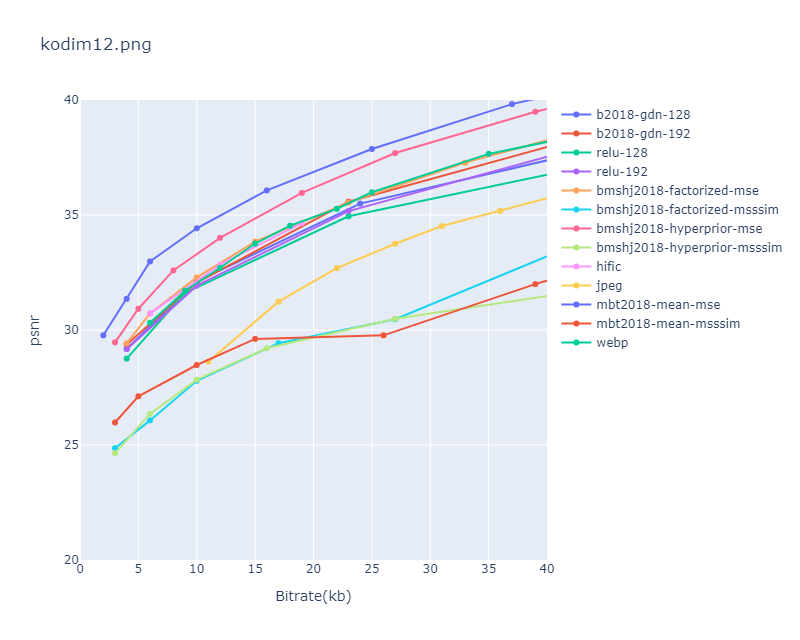 kodim12.png
40
35
30
25
20
psnr
0 5 10 15 20 25 30 35 40
Bitrate(kb)
b2018-gdn-128
b2018-gdn-192
relu-128
relu-192
bmshj2018-factorized-mse
bmshj2018-factorized-msssim
bmshj2018-hyperprior-mse
bmshj2018-hyperprior-msssim
hific
jpeg
mbt2018-mean-mse
mbt2018-mean-msssim
webp